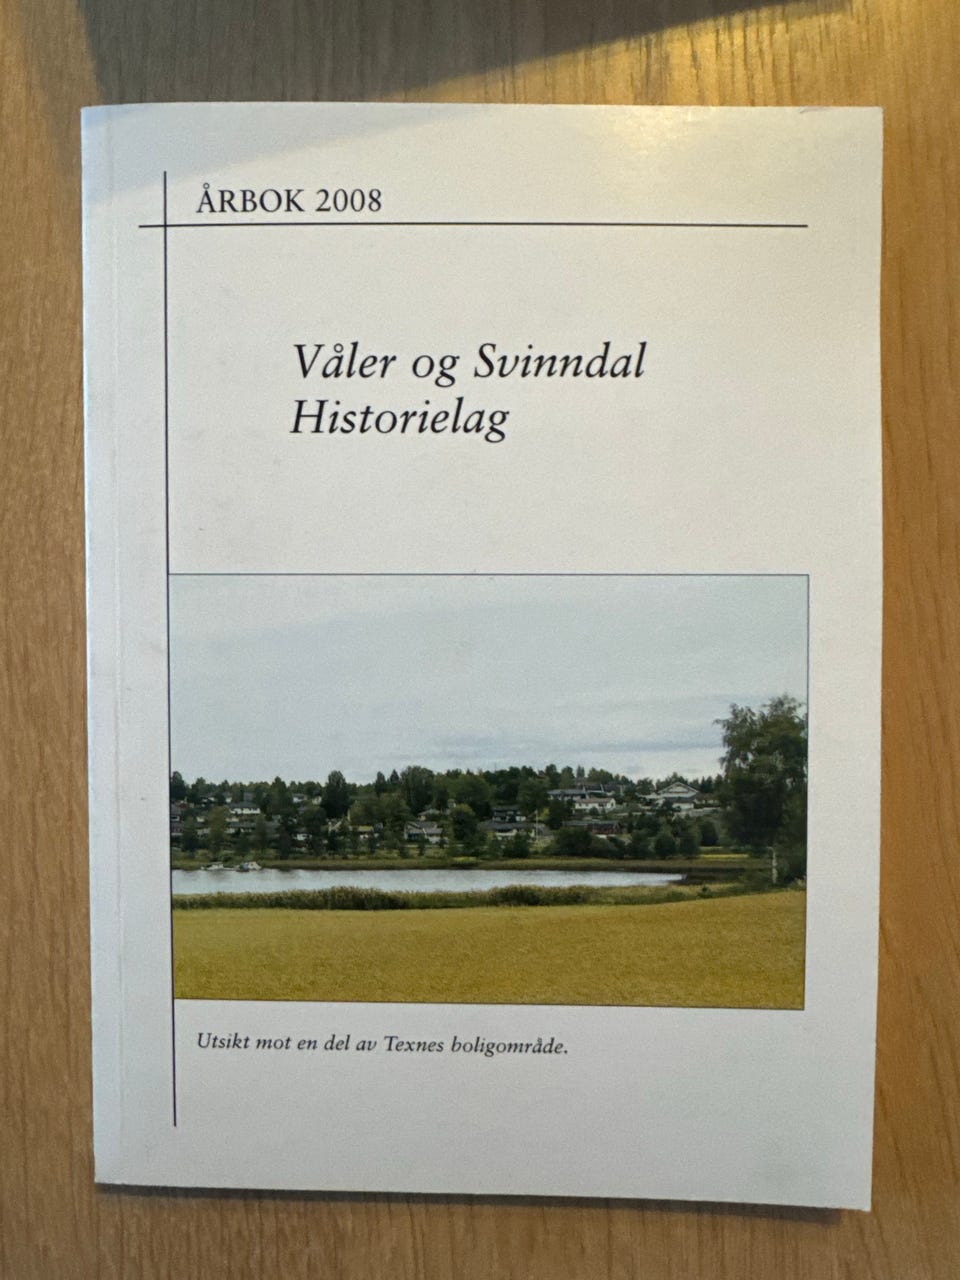 ÅRBOK 2008
Våler og Svinndal
Historielag
Utsikt mot en del av Texnes boligområde.